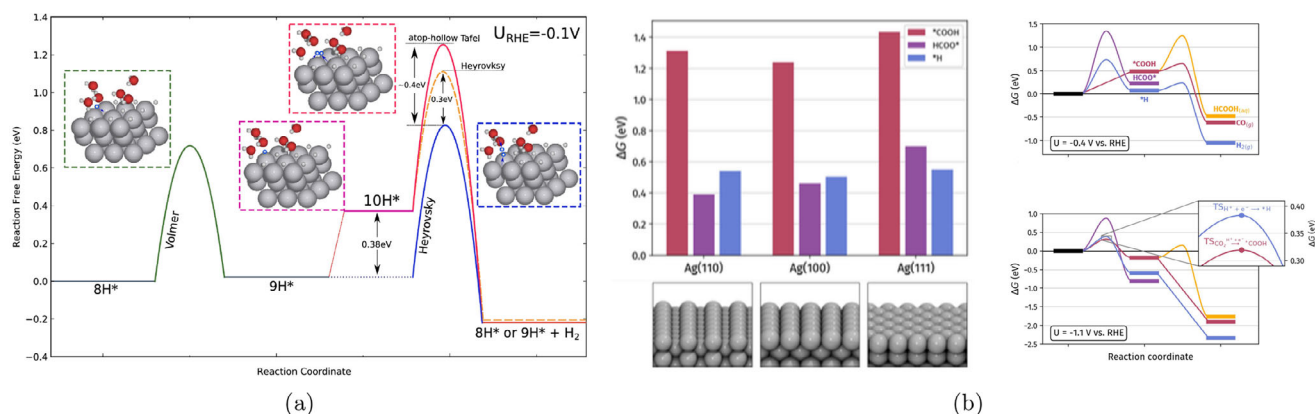 1.4
1.2
1.0
0.8
0.6
0.4
0.2
0.0
−0.2
−0.4
Reaction Free Energy (eV)
Reaction Coordinate
U_RHE=-0.1V
atop-hollow Tafel
Heyrovksy
~0.4eV
0.3eV
Volmer
10H*
0.38eV
Heyrovsky
8H*
9H*
8H* or 9H* + H₂
(a)
1.4
1.2
1.0
0.8
0.6
0.4
0.2
0.0
ΔG (eV)
*COOH
HCOO*
*H
Ag(110)
Ag(100)
Ag(111)
1.5
1.0
0.5
0.0
-0.5
-1.0
ΔG (eV)
*COOH
HCOO*
*H
HCOOH(aq)
CO(g)
H₂(g)
U = -0.4 V vs. RHE
1.5
1.0
0.5
0.0
-0.5
-1.0
-1.5
-2.0
-2.5
ΔG (eV)
0.40
0.35
0.30
ΔG (eV)
U = -1.1 V vs. RHE
Reaction coordinate
(b)